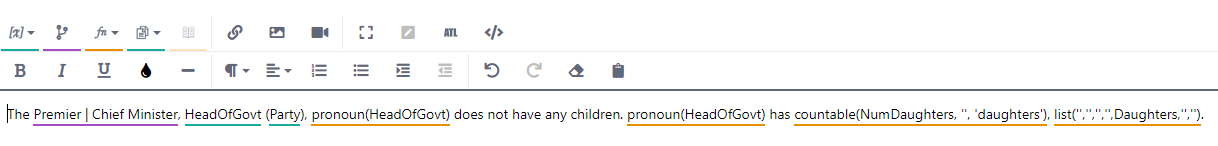 [x] fn ATL </>
B I U ¶
The Premier | Chief Minister, HeadOfGovt (Party), pronoun(HeadOfGovt) does not have any children. pronoun(HeadOfGovt) has countable(NumDaughters, '', 'daughters'), list('','','','',Daughters,'','').